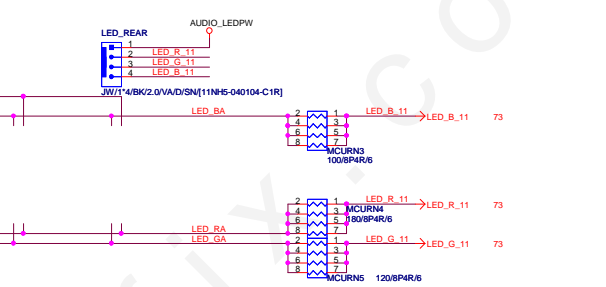 AUDIO_LEDPW
LED_REAR
1
2 LED_R_11
3 LED_G_11
4 LED_B_11
JW/1*4/BK/2.0/VA/D/SN/[11NH5-040104-C1R]
LED_BA 2 1 LED_B_11 LED_B_11 73
4 3
6 5
8 7
MCURN3
100/8P4R/6
2 1 LED_R_11 LED_R_11 73
4 3 MCURN4
6 5 180/8P4R/6
LED_RA 8 7
LED_GA 2 1 LED_G_11 LED_G_11 73
4 3
6 5
8 7
MCURN5 120/8P4R/6